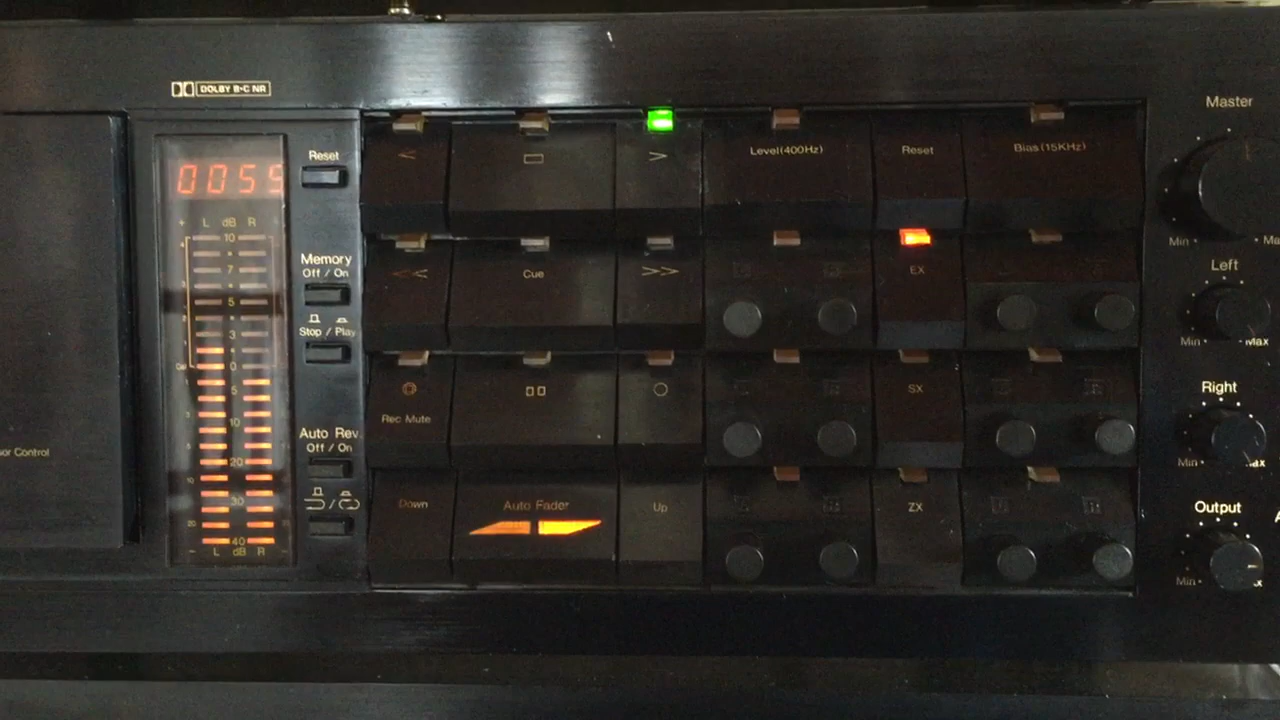 DOLBY B·C NR
Master
Reset
<
>
Level(400Hz)
Reset
Bias(15KHz)
0055
+ L dB R
10
7
5
3
0
5
10
20
30
40
- L dB R
Min
Left
Memory
Off / On
<<
Cue
>>
EX
Stop / Play
Min
Max
Rec Mute
SX
Right
Auto Rev.
Off / On
or Control
Min
Down
Auto Fader
Up
ZX
Output
Min